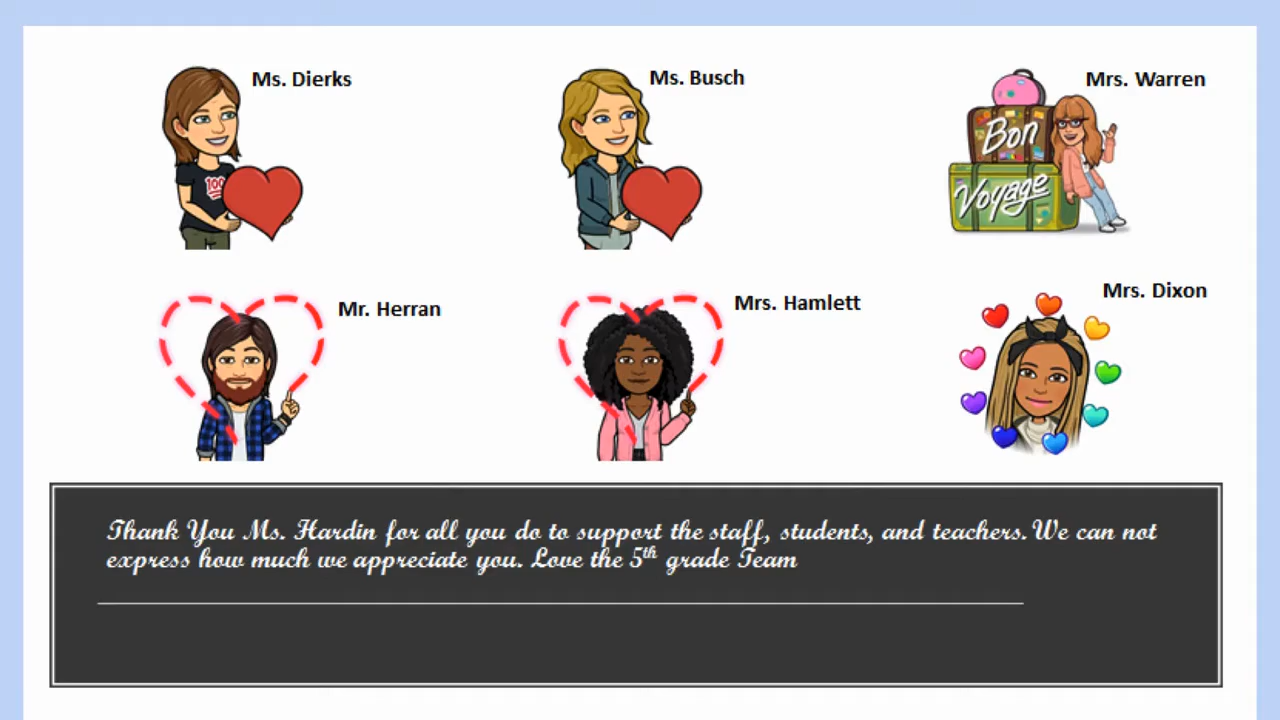 Ms. Dierks
Ms. Busch
Mrs. Warren
100
Bon
Voyage
Mr. Herran
Mrs. Hamlett
Mrs. Dixon
Thank You Ms. Hardin for all you do to support the staff, students, and teachers. We can not
express how much we appreciate you. Love the 5th grade Team